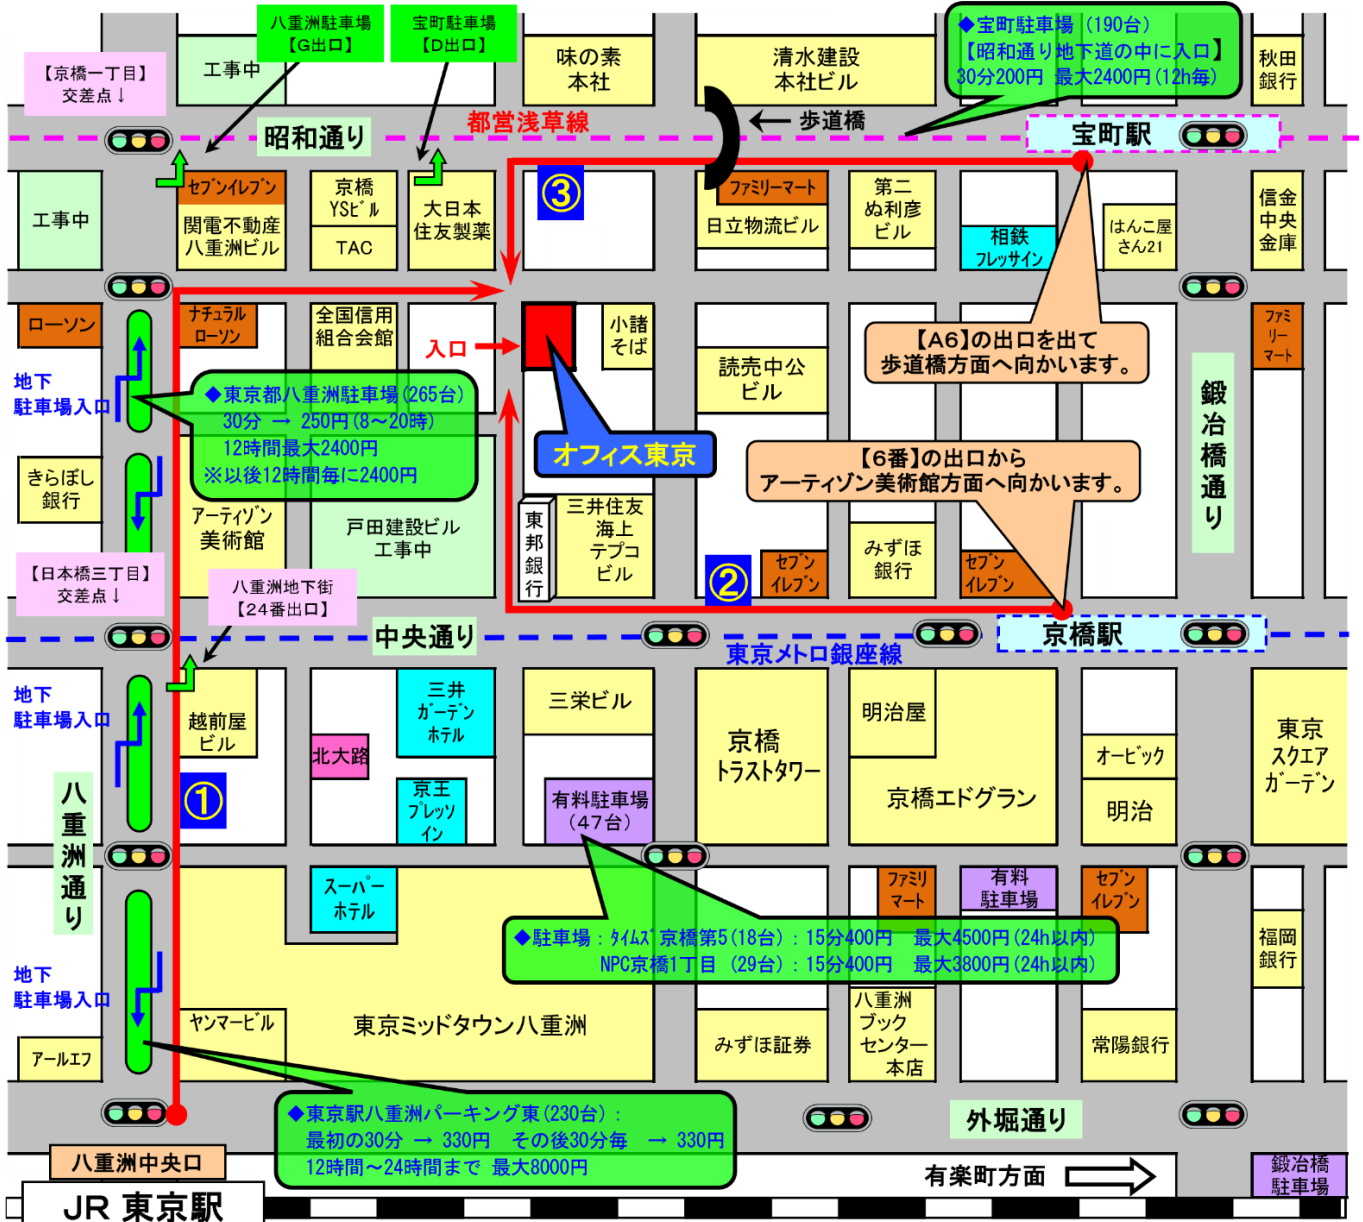 八重洲駐車場
【G出口】
宝町駐車場
【D出口】
◆宝町駐車場 (190台)
【昭和通り地下道の中に入口】
30分200円 最大2400円(12h毎)
【京橋一丁目】
交差点↓
工事中
味の素
本社
清水建設
本社ビル
秋田
銀行
昭和通り
都営浅草線
← 歩道橋
宝町駅
工事中
セブンイレブン
関電不動産
八重洲ビル
京橋
YSビル
TAC
大日本
住友製薬
③
ファミリーマート
日立物流ビル
第二
ぬ利彦
ビル
相鉄
フレッサイン
はんこ屋
さん21
信金
中央
金庫
ローソン
ナチュラル
ローソン
全国信用
組合会館
入口
小諸
そば
読売中公
ビル
【A6】の出口を出て
歩道橋方面へ向かいます。
ファミ
リー
マート
地下
駐車場入口
◆東京都八重洲駐車場(265台)
30分 → 250円(8～20時)
12時間最大2400円
※以後12時間毎に2400円
オフィス東京
鍛冶橋通り
【6番】の出口から
アーティゾン美術館方面へ向かいます。
きらぼし
銀行
アーティゾン
美術館
戸田建設ビル
工事中
東邦銀行
三井住友
海上
テプコ
ビル
②
セブン
イレブン
みずほ
銀行
セブン
イレブン
【日本橋三丁目】
交差点↓
八重洲地下街
【24番出口】
中央通り
東京メトロ銀座線
京橋駅
地下
駐車場入口
越前屋
ビル
三井
ガーデン
ホテル
三栄ビル
京橋
トラストタワー
明治屋
オービック
東京
スクエア
ガーデン
北大路
①
京王
プレッソ
イン
有料駐車場
(47台)
京橋エドグラン
明治
八重洲通り
スーパー
ホテル
ファミリ
マート
有料
駐車場
セブン
イレブン
◆駐車場：タイムズ京橋第5(18台)：15分400円 最大4500円(24h以内)
NPC京橋1丁目 (29台)：15分400円 最大3800円(24h以内)
福岡
銀行
地下
駐車場入口
ヤンマービル
東京ミッドタウン八重洲
みずほ証券
八重洲
ブック
センター
本店
常陽銀行
アールエフ
◆東京駅八重洲パーキング東(230台)：
最初の30分 → 330円 その後30分毎 → 330円
12時間～24時間まで 最大8000円
外堀通り
八重洲中央口
有楽町方面
鍛冶橋
駐車場
JR 東京駅